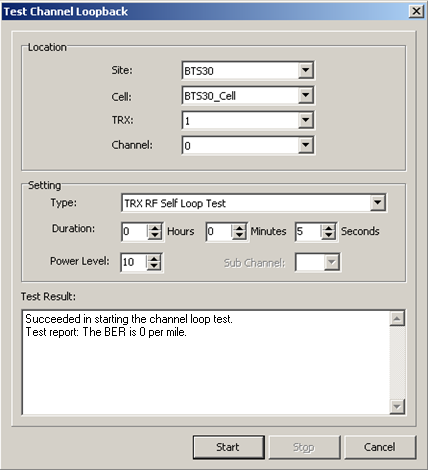 Test Channel Loopback
Location
Site: BTS30
Cell: BTS30_Cell
TRX: 1
Channel: 0
Setting
Type: TRX RF Self Loop Test
Duration: 0 Hours 0 Minutes 5 Seconds
Power Level: 10 Sub Channel:
Test Result:
Succeeded in starting the channel loop test.
Test report: The BER is 0 per mile.
Start Stop Cancel